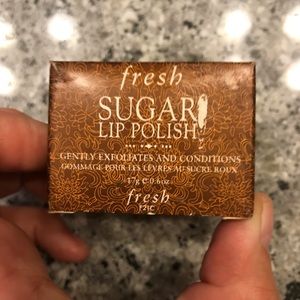 fresh
SUGAR
LIP POLISH
GENTLY EXFOLIATES AND CONDITIONS
GOMMAGE POUR LES LÈVRES AU SUCRE ROUX
17g e 0.6oz
fresh
F21C